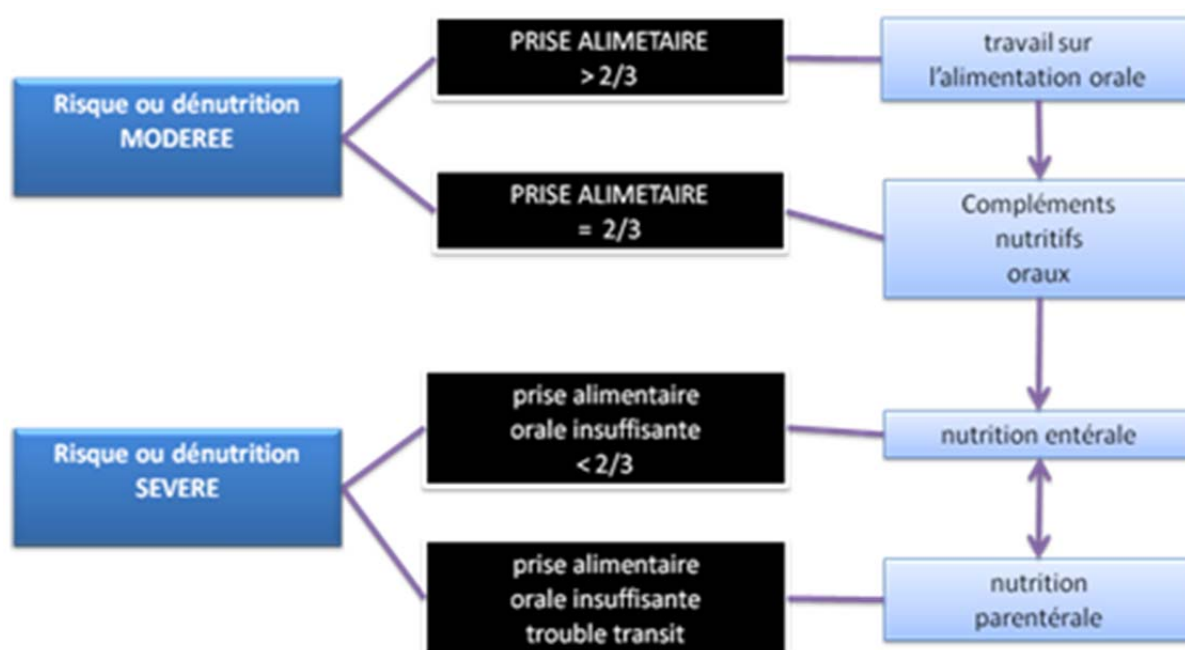 Risque ou dénutrition
MODEREE
PRISE ALIMETAIRE
> 2/3
travail sur
l'alimentation orale
PRISE ALIMETAIRE
= 2/3
Compléments
nutritifs
oraux
Risque ou dénutrition
SEVERE
prise alimentaire
orale insuffisante
< 2/3
nutrition entérale
prise alimentaire
orale insuffisante
trouble transit
nutrition
parentérale